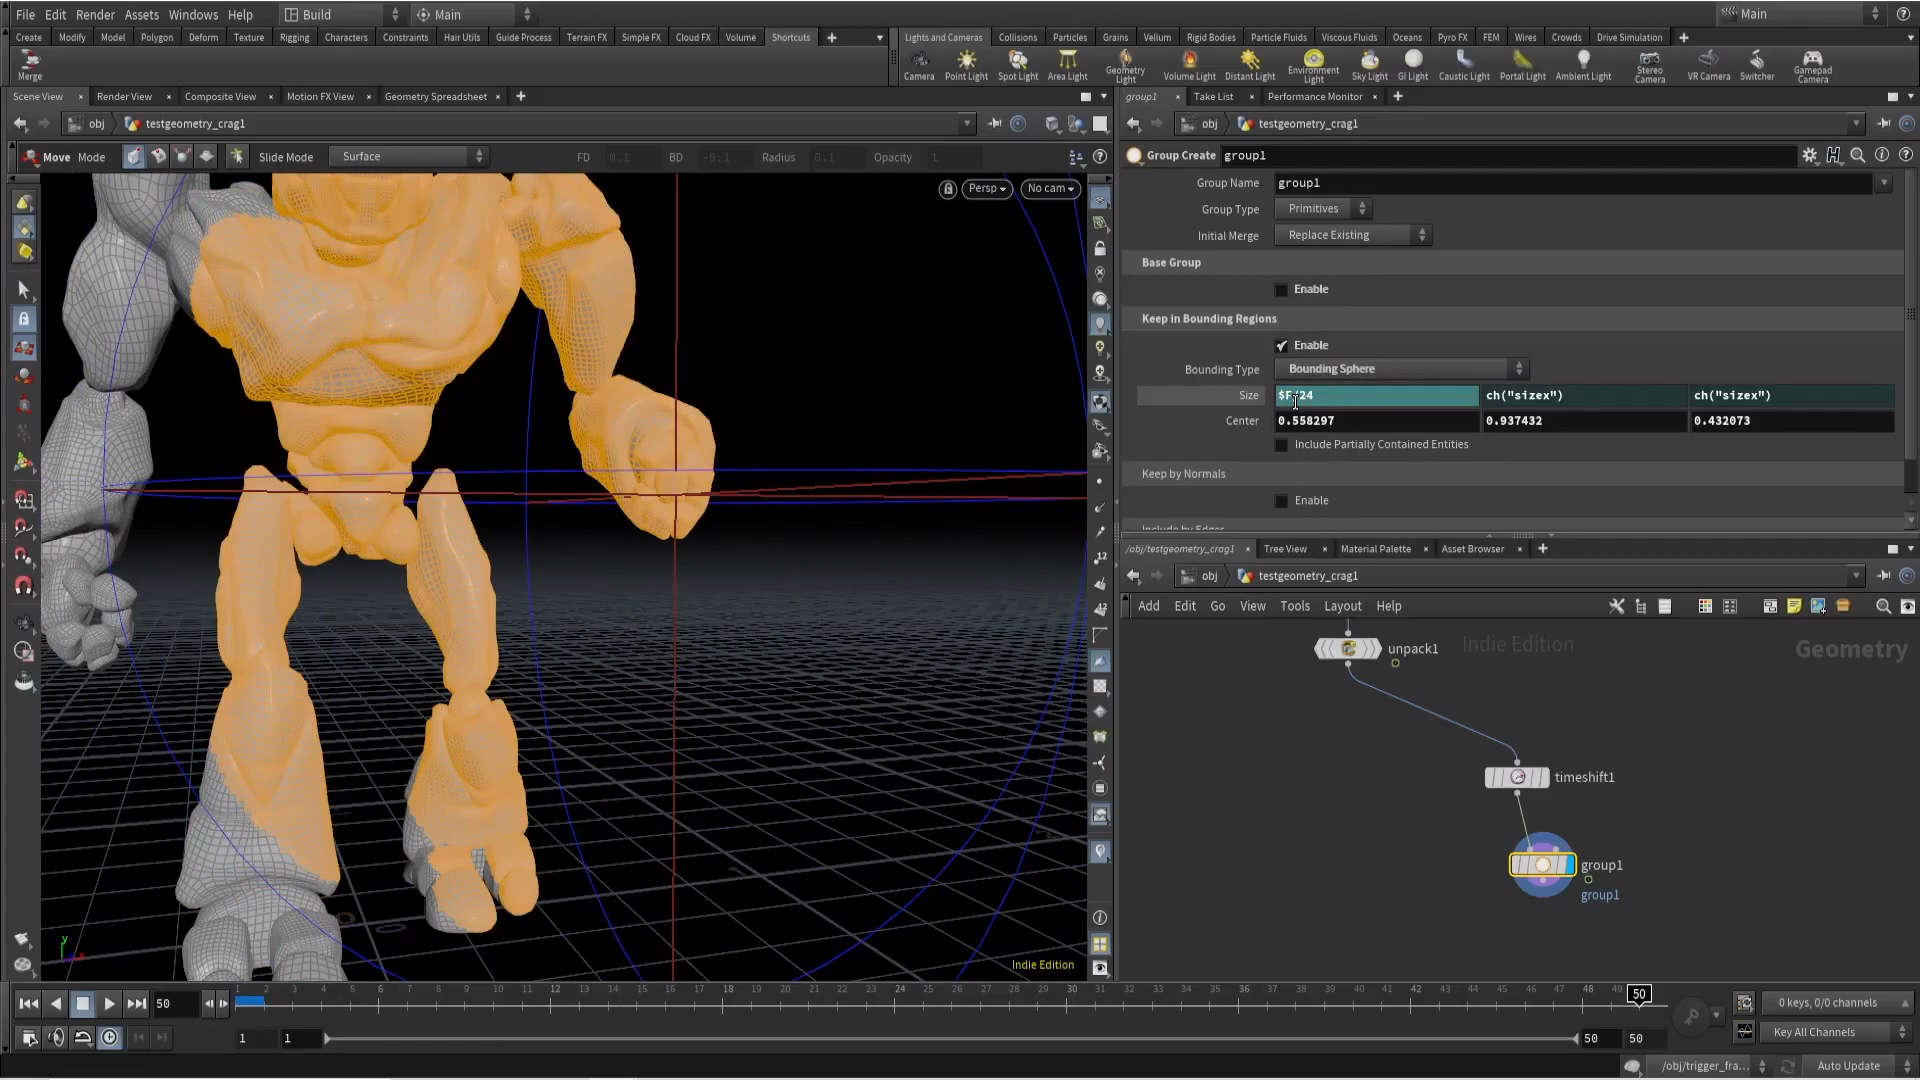 File Edit Render Assets Windows Help Build Main Main
Create Modify Model Polygon Deform Texture Rigging Characters Constraints Hair Utils Guide Process Terrain FX Simple FX Cloud FX Volume Shortcuts
Lights and Cameras Collisions Particles Grains Vellum Rigid Bodies Particle Fluids Viscous Fluids Oceans Pyro FX FEM Wires Crowds Drive Simulation
Merge
Camera Point Light Spot Light Area Light Geometry Light Volume Light Distant Light Environment Light Sky Light GI Light Caustic Light Portal Light Ambient Light Stereo Camera VR Camera Switcher Gamepad Camera
Scene View Render View Composite View Motion FX View Geometry Spreadsheet
group1 Take List Performance Monitor
obj testgeometry_crag1
obj testgeometry_crag1
Move Mode Slide Mode Surface FD 0.1 BD -0.1 Radius 0.1 Opacity 1
Group Create group1
Persp No cam
Group Name group1
Group Type Primitives
Initial Merge Replace Existing
Base Group
Enable
Keep in Bounding Regions
Enable
Bounding Type Bounding Sphere
Size $F/24 ch("sizex") ch("sizex")
Center 0.558297 0.937432 0.432073
Include Partially Contained Entities
Keep by Normals
Enable
Include by Edges
/obj/testgeometry_crag1 Tree View Material Palette Asset Browser
obj testgeometry_crag1
Add Edit Go View Tools Layout Help
unpack1
Indie Edition
Geometry
timeshift1
group1
group1
Indie Edition
50
1 2 3 4 5 6 7 8 9 10 11 12 13 14 15 16 17 18 19 20 21 22 23 24 25 26 27 28 29 30 31 32 33 34 35 36 37 38 39 40 41 42 43 44 45 46 47 48 49 50
0 keys, 0/0 channels
1 1 50 50
Key All Channels
/obj/trigger_fra... Auto Update